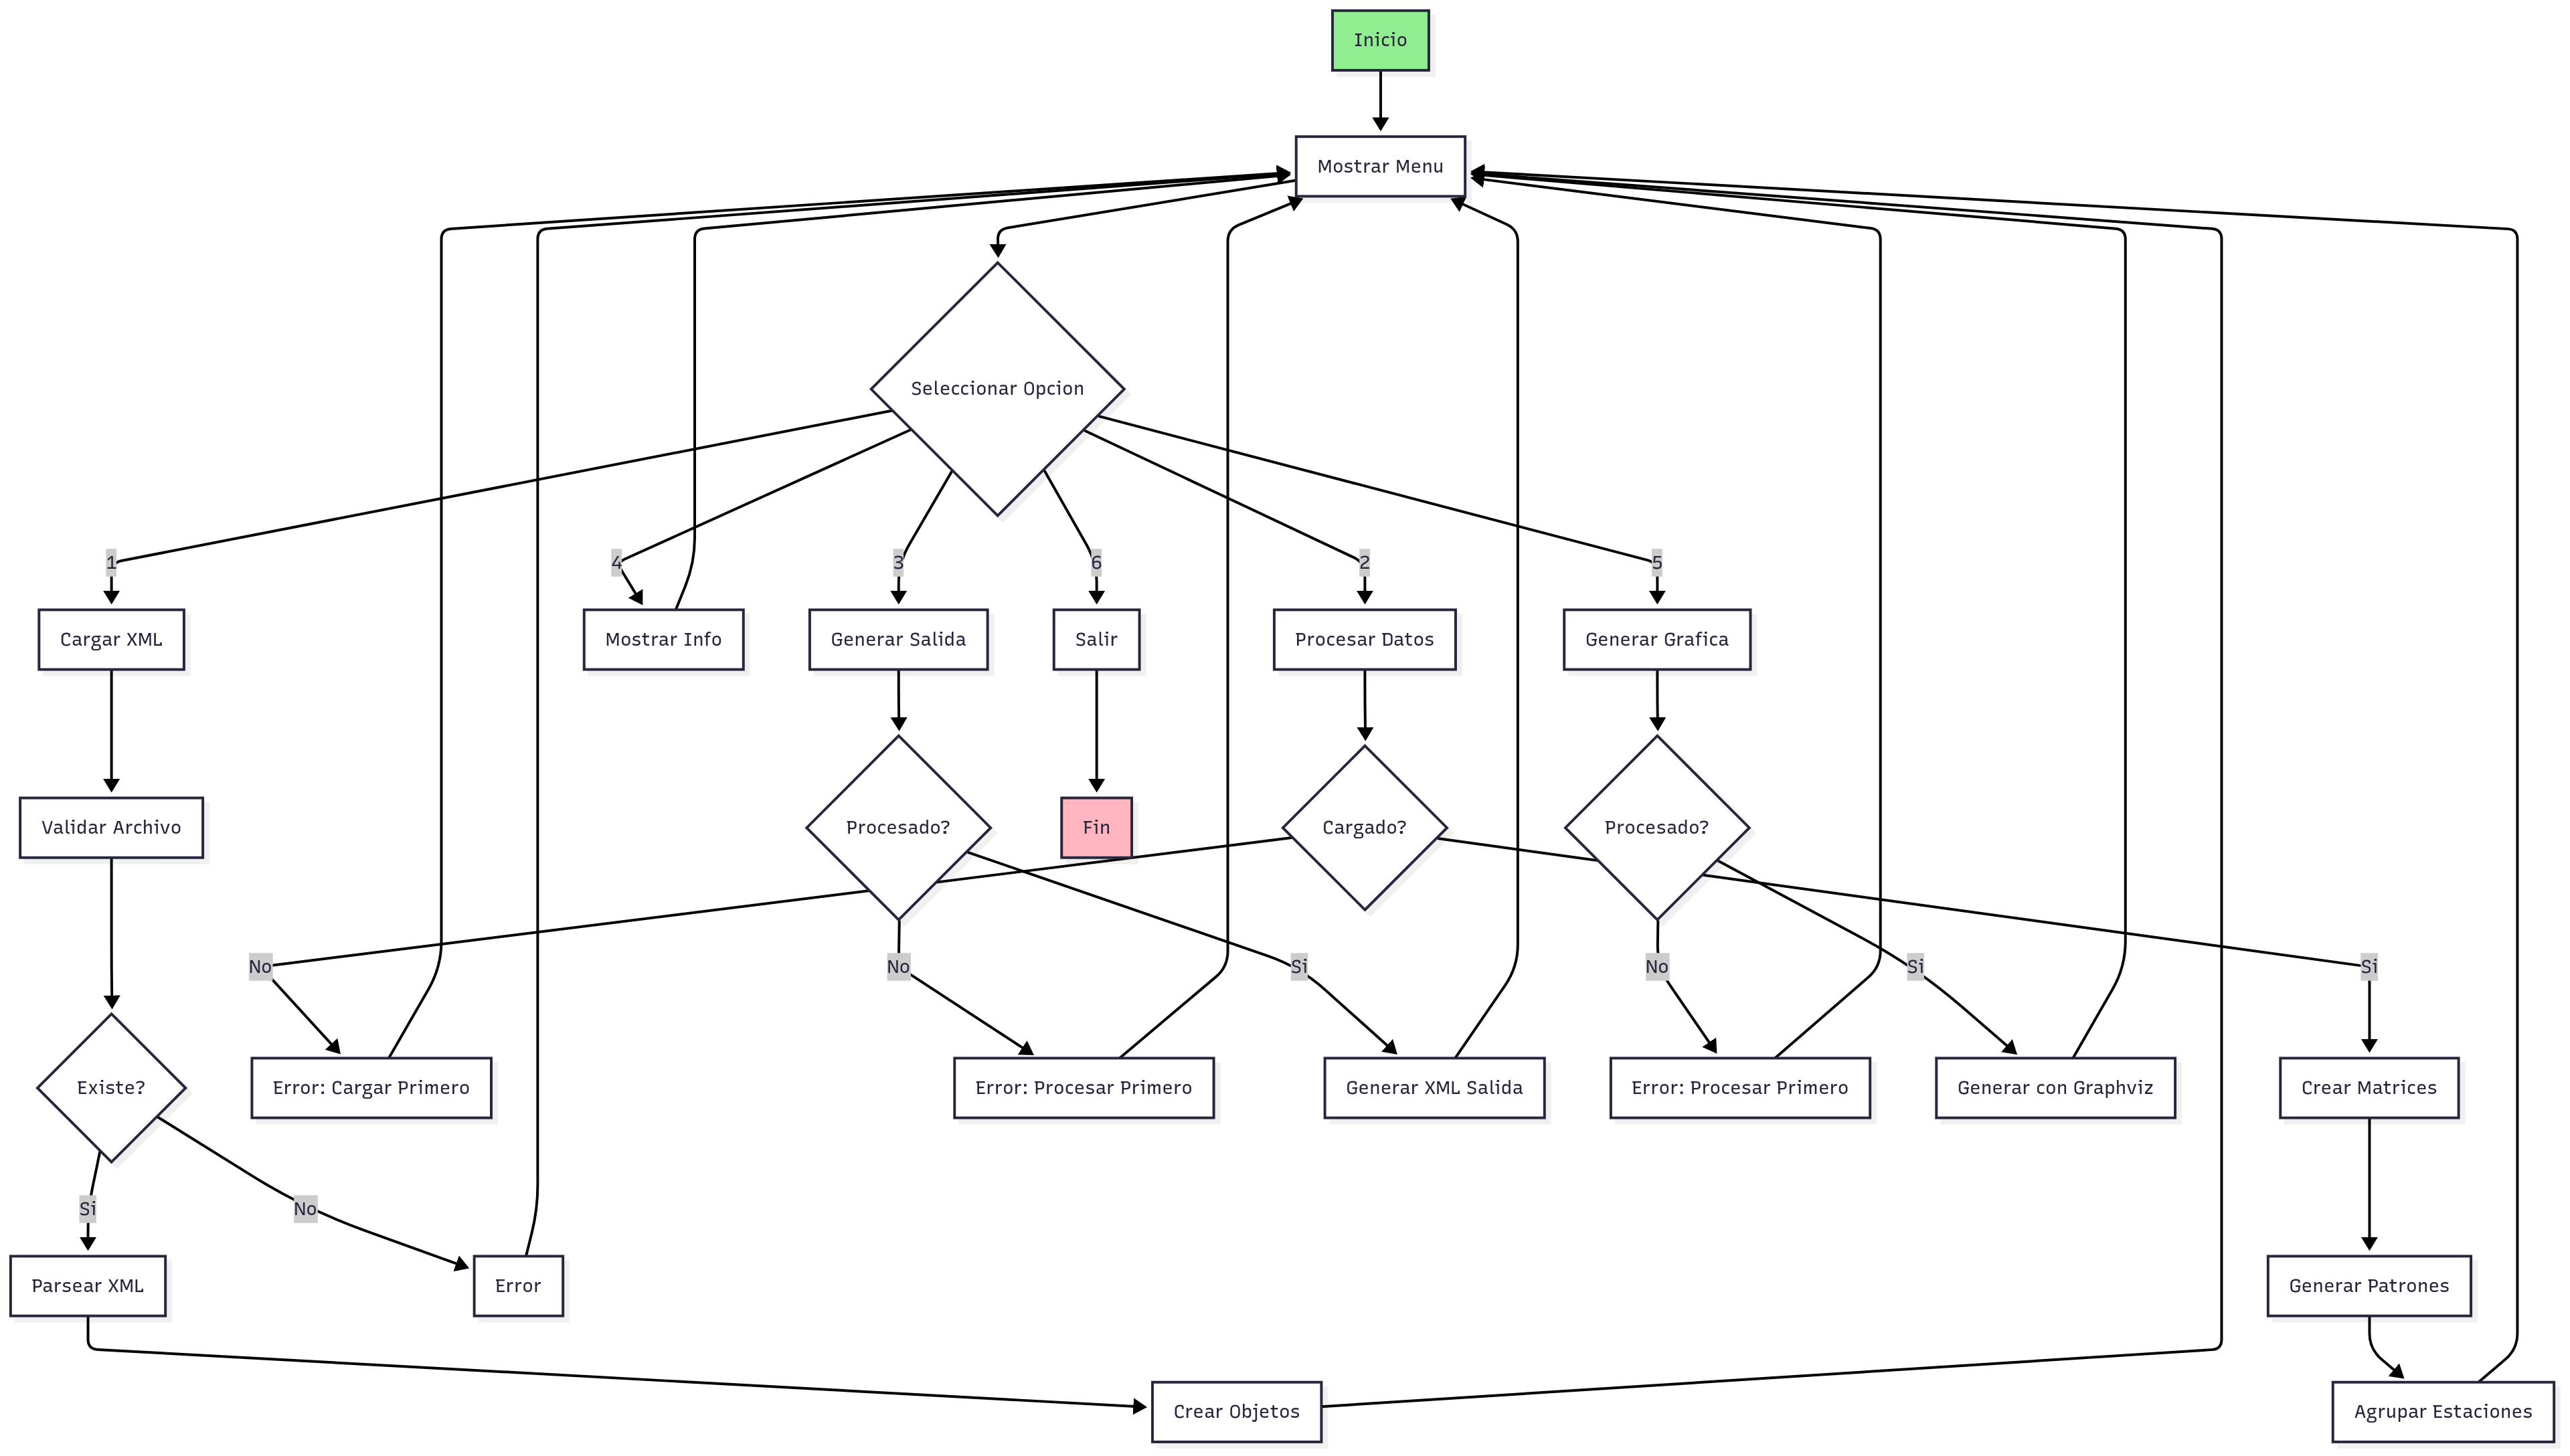 Inicio
Mostrar Menu
Seleccionar Opcion
1
4
3
6
2
5
Cargar XML
Mostrar Info
Generar Salida
Salir
Procesar Datos
Generar Grafica
Validar Archivo
Procesado?
Fin
Cargado?
Procesado?
No
No
Si
No
Si
Si
Existe?
Error: Cargar Primero
Error: Procesar Primero
Generar XML Salida
Error: Procesar Primero
Generar con Graphviz
Crear Matrices
Si
No
Parsear XML
Error
Generar Patrones
Crear Objetos
Agrupar Estaciones